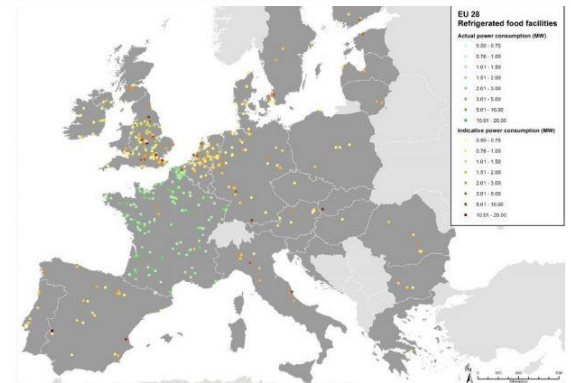 EU 28
Refrigerated food facilities
Actual power consumption (MW)
0.50 - 0.75
0.76 - 1.00
1.01 - 1.50
1.51 - 2.00
2.01 - 3.00
3.01 - 5.00
5.01 - 10.00
10.01 - 20.00
Indicative power consumption (MW)
0.50 - 0.75
0.76 - 1.00
1.01 - 1.50
1.51 - 2.00
2.01 - 3.00
3.01 - 5.00
5.01 - 10.00
10.01 - 20.00